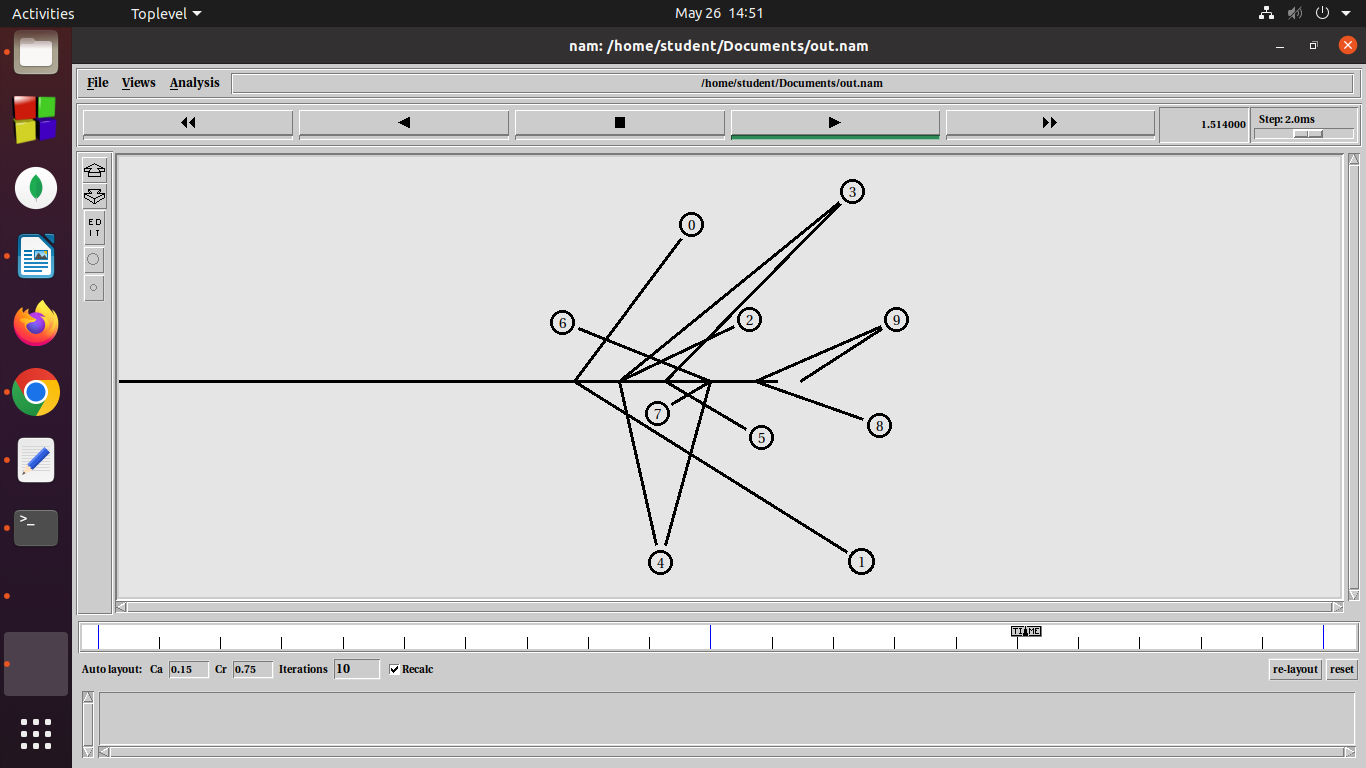 Activities Toplevel May 26 14:51
nam: /home/student/Documents/out.nam
File Views Analysis /home/student/Documents/out.nam
1.514000 Step: 2.0ms
ED
IT
3
0
6
2
9
7
5
8
4
1
TIME
Auto layout: Ca 0.15 Cr 0.75 Iterations 10 Recalc re-layout reset
>_